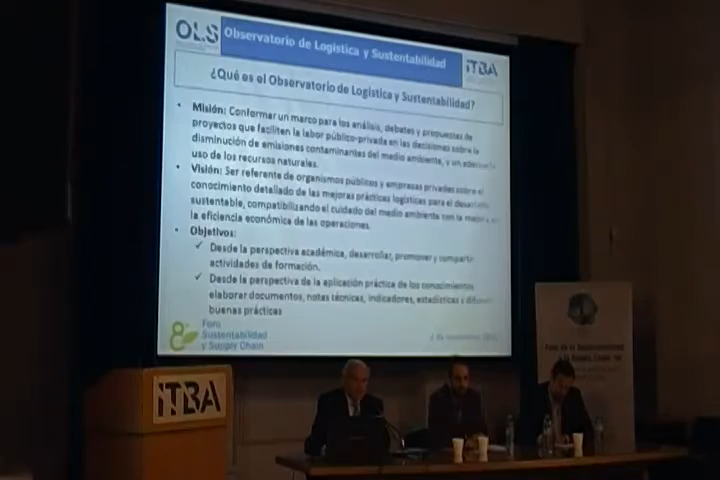 OLS
Observatorio de Logística y Sustentabilidad
ITBA
¿Qué es el Observatorio de Logística y Sustentabilidad?
• Misión: Conformar un marco para los análisis, debates y propuestas de
proyectos que faciliten la labor público-privada en las decisiones sobre la
disminución de emisiones contaminantes del medio ambiente, y un adecuado
uso de los recursos naturales.
• Visión: Ser referente de organismos públicos y empresas privadas sobre el
conocimiento detallado de las mejoras prácticas logísticas para el desarrollo
sustentable, compatibilizando el cuidado del medio ambiente con la mejora en
la eficiencia económica de las operaciones.
• Objetivos:
✓ Desde la perspectiva académica, desarrollar, promover y compartir
actividades de formación.
✓ Desde la perspectiva de la aplicación práctica de los conocimientos
elaborar documentos, notas técnicas, indicadores, estadísticas y difundir
buenas prácticas
8º Foro
Sustentabilidad
y Supply Chain
ITBA